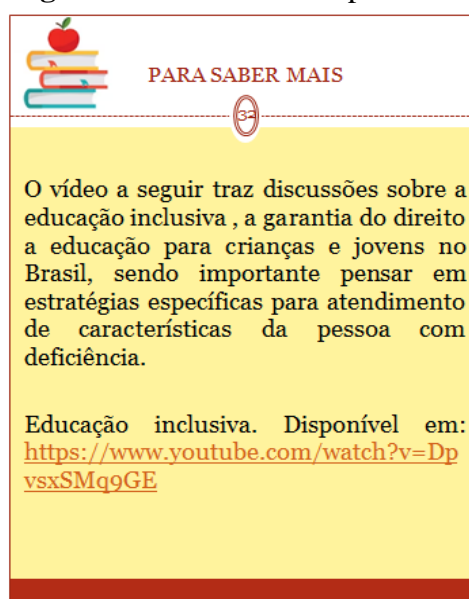 PARA SABER MAIS
32
O vídeo a seguir traz discussões sobre a
educação inclusiva , a garantia do direito
a educação para crianças e jovens no
Brasil, sendo importante pensar em
estratégias específicas para atendimento
de características da pessoa com
deficiência.
Educação inclusiva. Disponível em:
https://www.youtube.com/watch?v=Dp
vsxSMq9GE